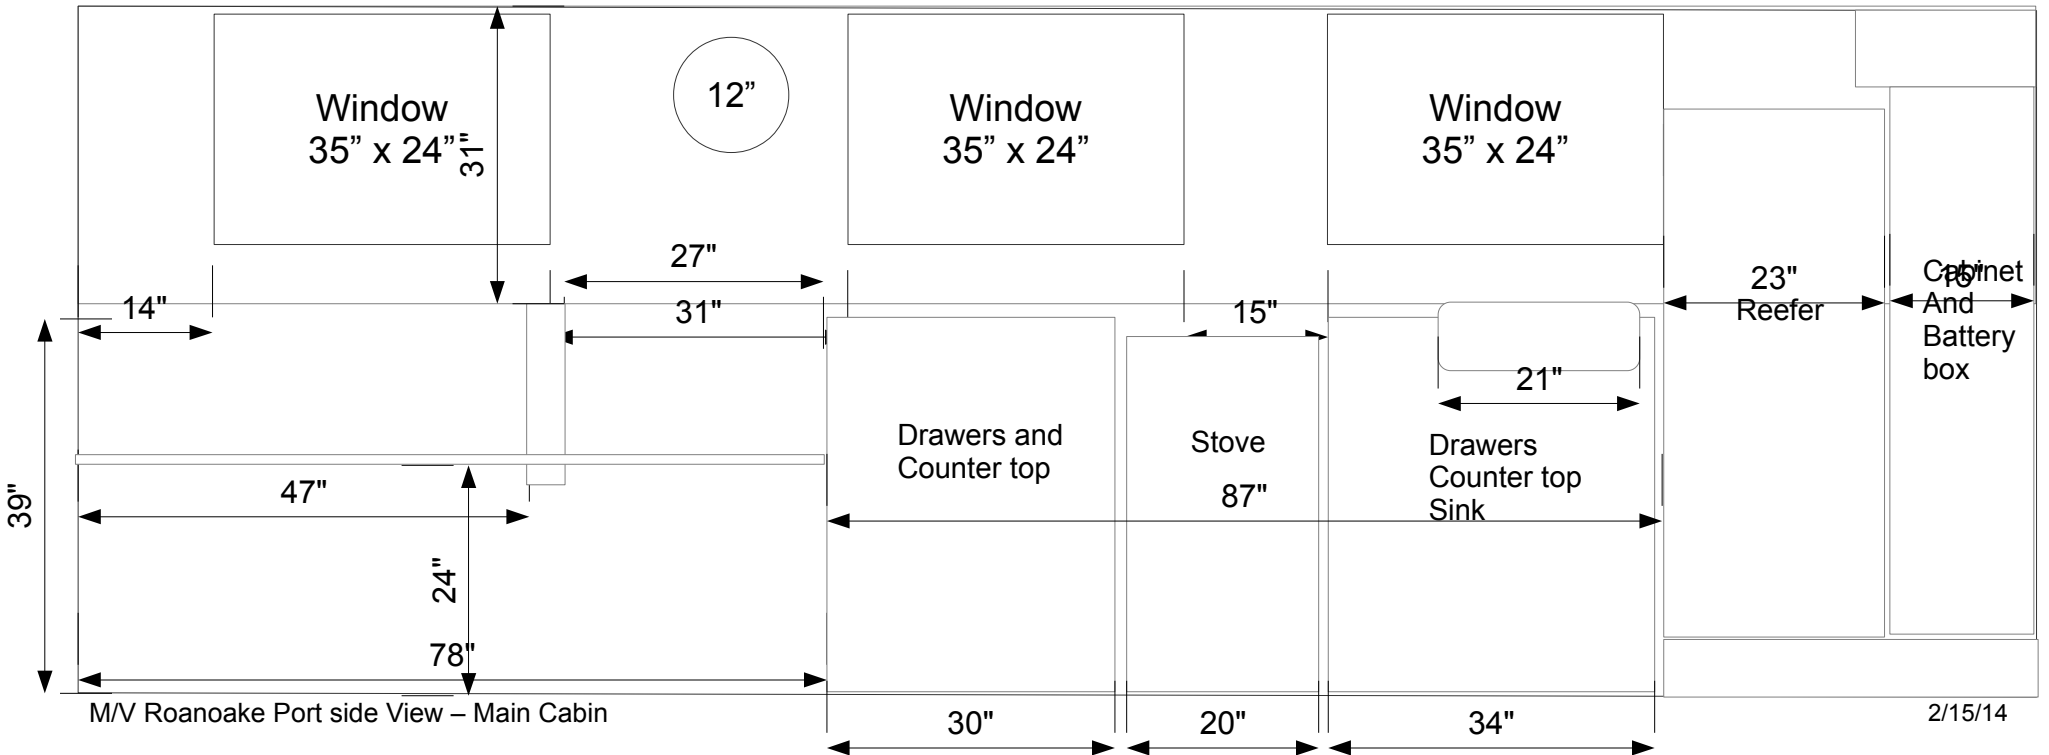 Window
35” x 24”
31"
12”
Window
35” x 24”
Window
35” x 24”
27"
14"
31"
15"
23"
Reefer
15"
Cabinet
And
Battery
box
21"
39"
47"
24"
78"
Drawers and
Counter top
Stove
87"
Drawers
Counter top
Sink
M/V Roanoake Port side View – Main Cabin
30"
20"
34"
2/15/14